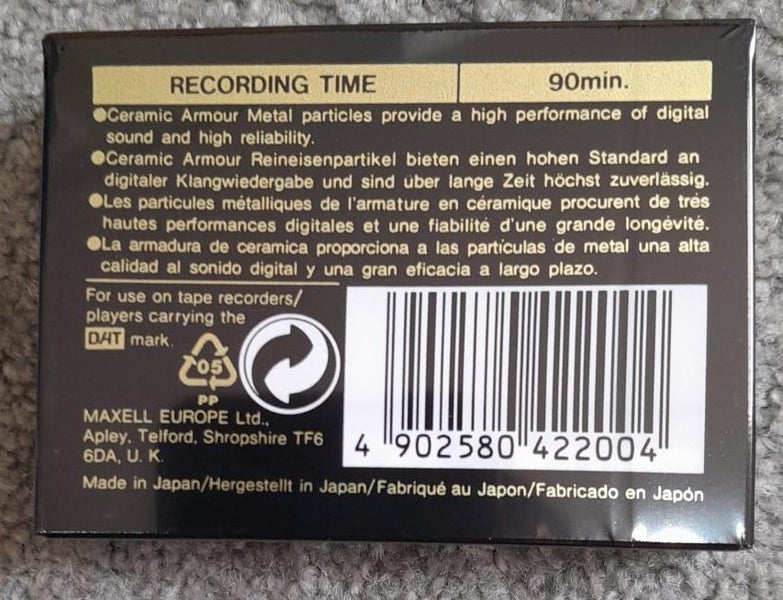 RECORDING TIME 90min.
●Ceramic Armour Metal particles provide a high performance of digital
sound and high reliability.
●Ceramic Armour Reineisenpartikel bieten einen hohen Standard an
digitaler Klangwiedergabe und sind über lange Zeit höchst zuverlässig.
●Les particules métalliques de l'armature en céramique procurent de trés
hautes performances digitales et une fiabilité d'une grande longévité.
●La armadura de ceramica proporciona a las partículas de metal una alta
calidad al sonido digital y una gran eficacia a largo plazo.
For use on tape recorders/
players carrying the
DAT mark.
05
PP
MAXELL EUROPE Ltd.,
Apley, Telford, Shropshire TF6
6DA, U. K.
4 902580 422004
Made in Japan/Hergestellt in Japan/Fabriqué au Japon/Fabricado en Japón